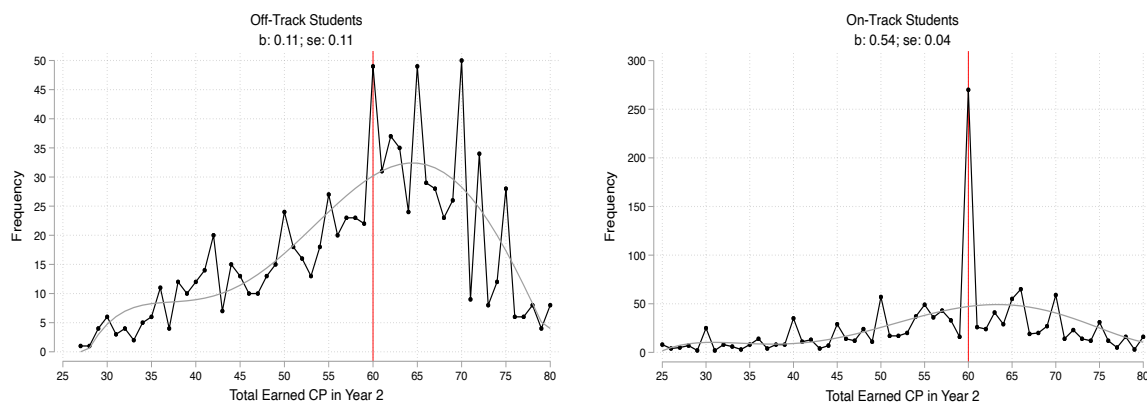 Off-Track Students
b: 0.11; se: 0.11
50
45
40
35
30
25
20
15
10
5
0
Frequency
25 30 35 40 45 50 55 60 65 70 75 80
Total Earned CP in Year 2
On-Track Students
b: 0.54; se: 0.04
300
250
200
150
100
50
0
Frequency
25 30 35 40 45 50 55 60 65 70 75 80
Total Earned CP in Year 2